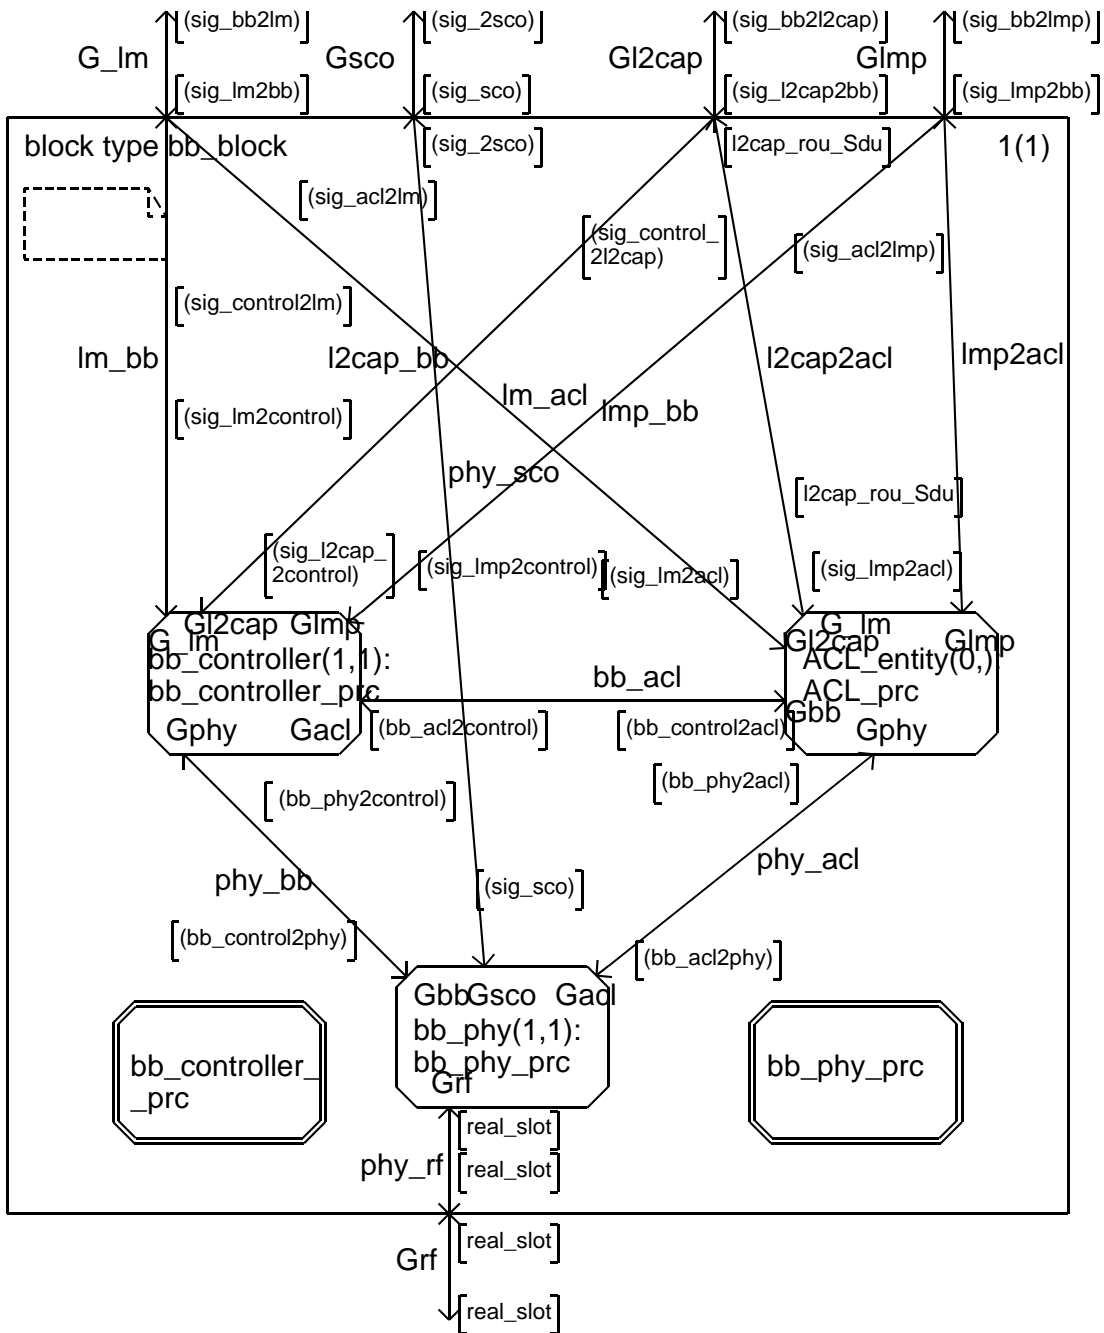 (sig_bb2lm)
(sig_2sco)
(sig_bb2l2cap)
(sig_bb2lmp)
G_lm
Gsco
Gl2cap
Glmp
(sig_lm2bb)
(sig_sco)
(sig_l2cap2bb)
(sig_lmp2bb)
block type bb_block
(sig_2sco)
l2cap_rou_Sdu
1(1)
(sig_acl2lm)
(sig_control_
2l2cap)
(sig_acl2lmp)
(sig_control2lm)
lm_bb
l2cap_bb
l2cap2acl
lmp2acl
lm_acl
lmp_bb
(sig_lm2control)
phy_sco
l2cap_rou_Sdu
(sig_l2cap_
2control)
(sig_lmp2control)
(sig_lm2acl)
(sig_lmp2acl)
Gl2cap
Glmp
G_lm
G_lm
Gl2cap
Glmp
bb_controller(1,1):
bb_controller_prc
ACL_entity(0,):
ACL_prc
bb_acl
Gbb
Gphy
Gacl
(bb_acl2control)
(bb_control2acl)
Gphy
(bb_phy2control)
(bb_phy2acl)
phy_bb
(sig_sco)
phy_acl
(bb_control2phy)
(bb_acl2phy)
Gbb
Gsco
Gacl
bb_phy(1,1):
bb_phy_prc
Grf
bb_controller_
_prc
bb_phy_prc
real_slot
phy_rf
real_slot
real_slot
Grf
real_slot